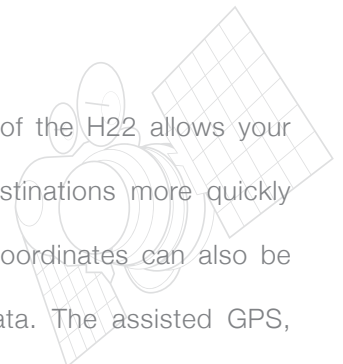 of the H22 allows your
stinations more quickly
oordinates can also be
ata. The assisted GPS,